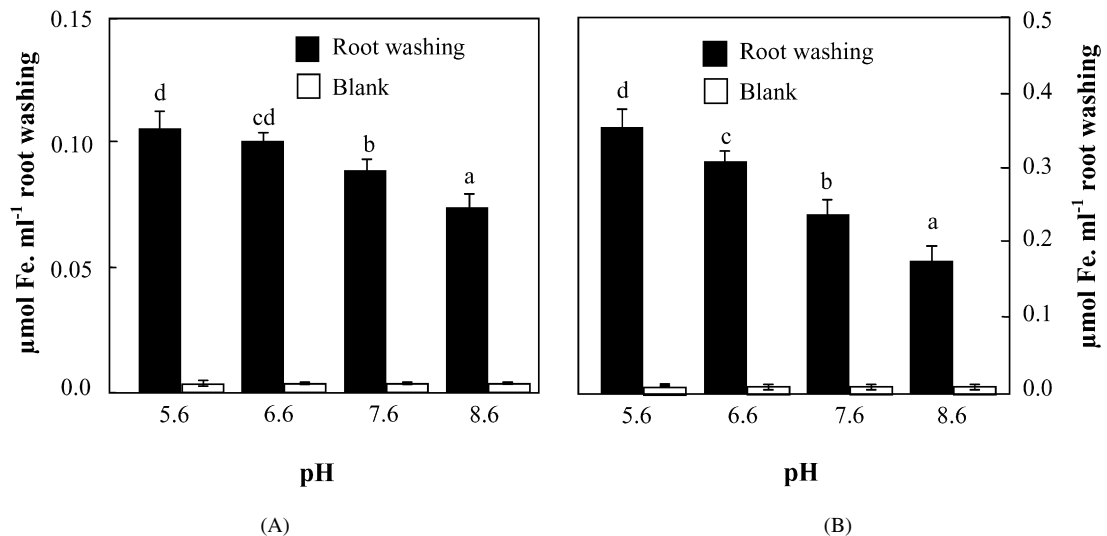 µmol Fe. ml⁻¹ root washing
0.15
0.10
0.05
0.0
Root washing
Blank
d
cd
b
a
5.6 6.6 7.6 8.6
pH
(A)
Root washing
Blank
d
c
b
a
5.6 6.6 7.6 8.6
pH
(B)
0.5
0.4
0.3
0.2
0.1
0.0
µmol Fe. ml⁻¹ root washing